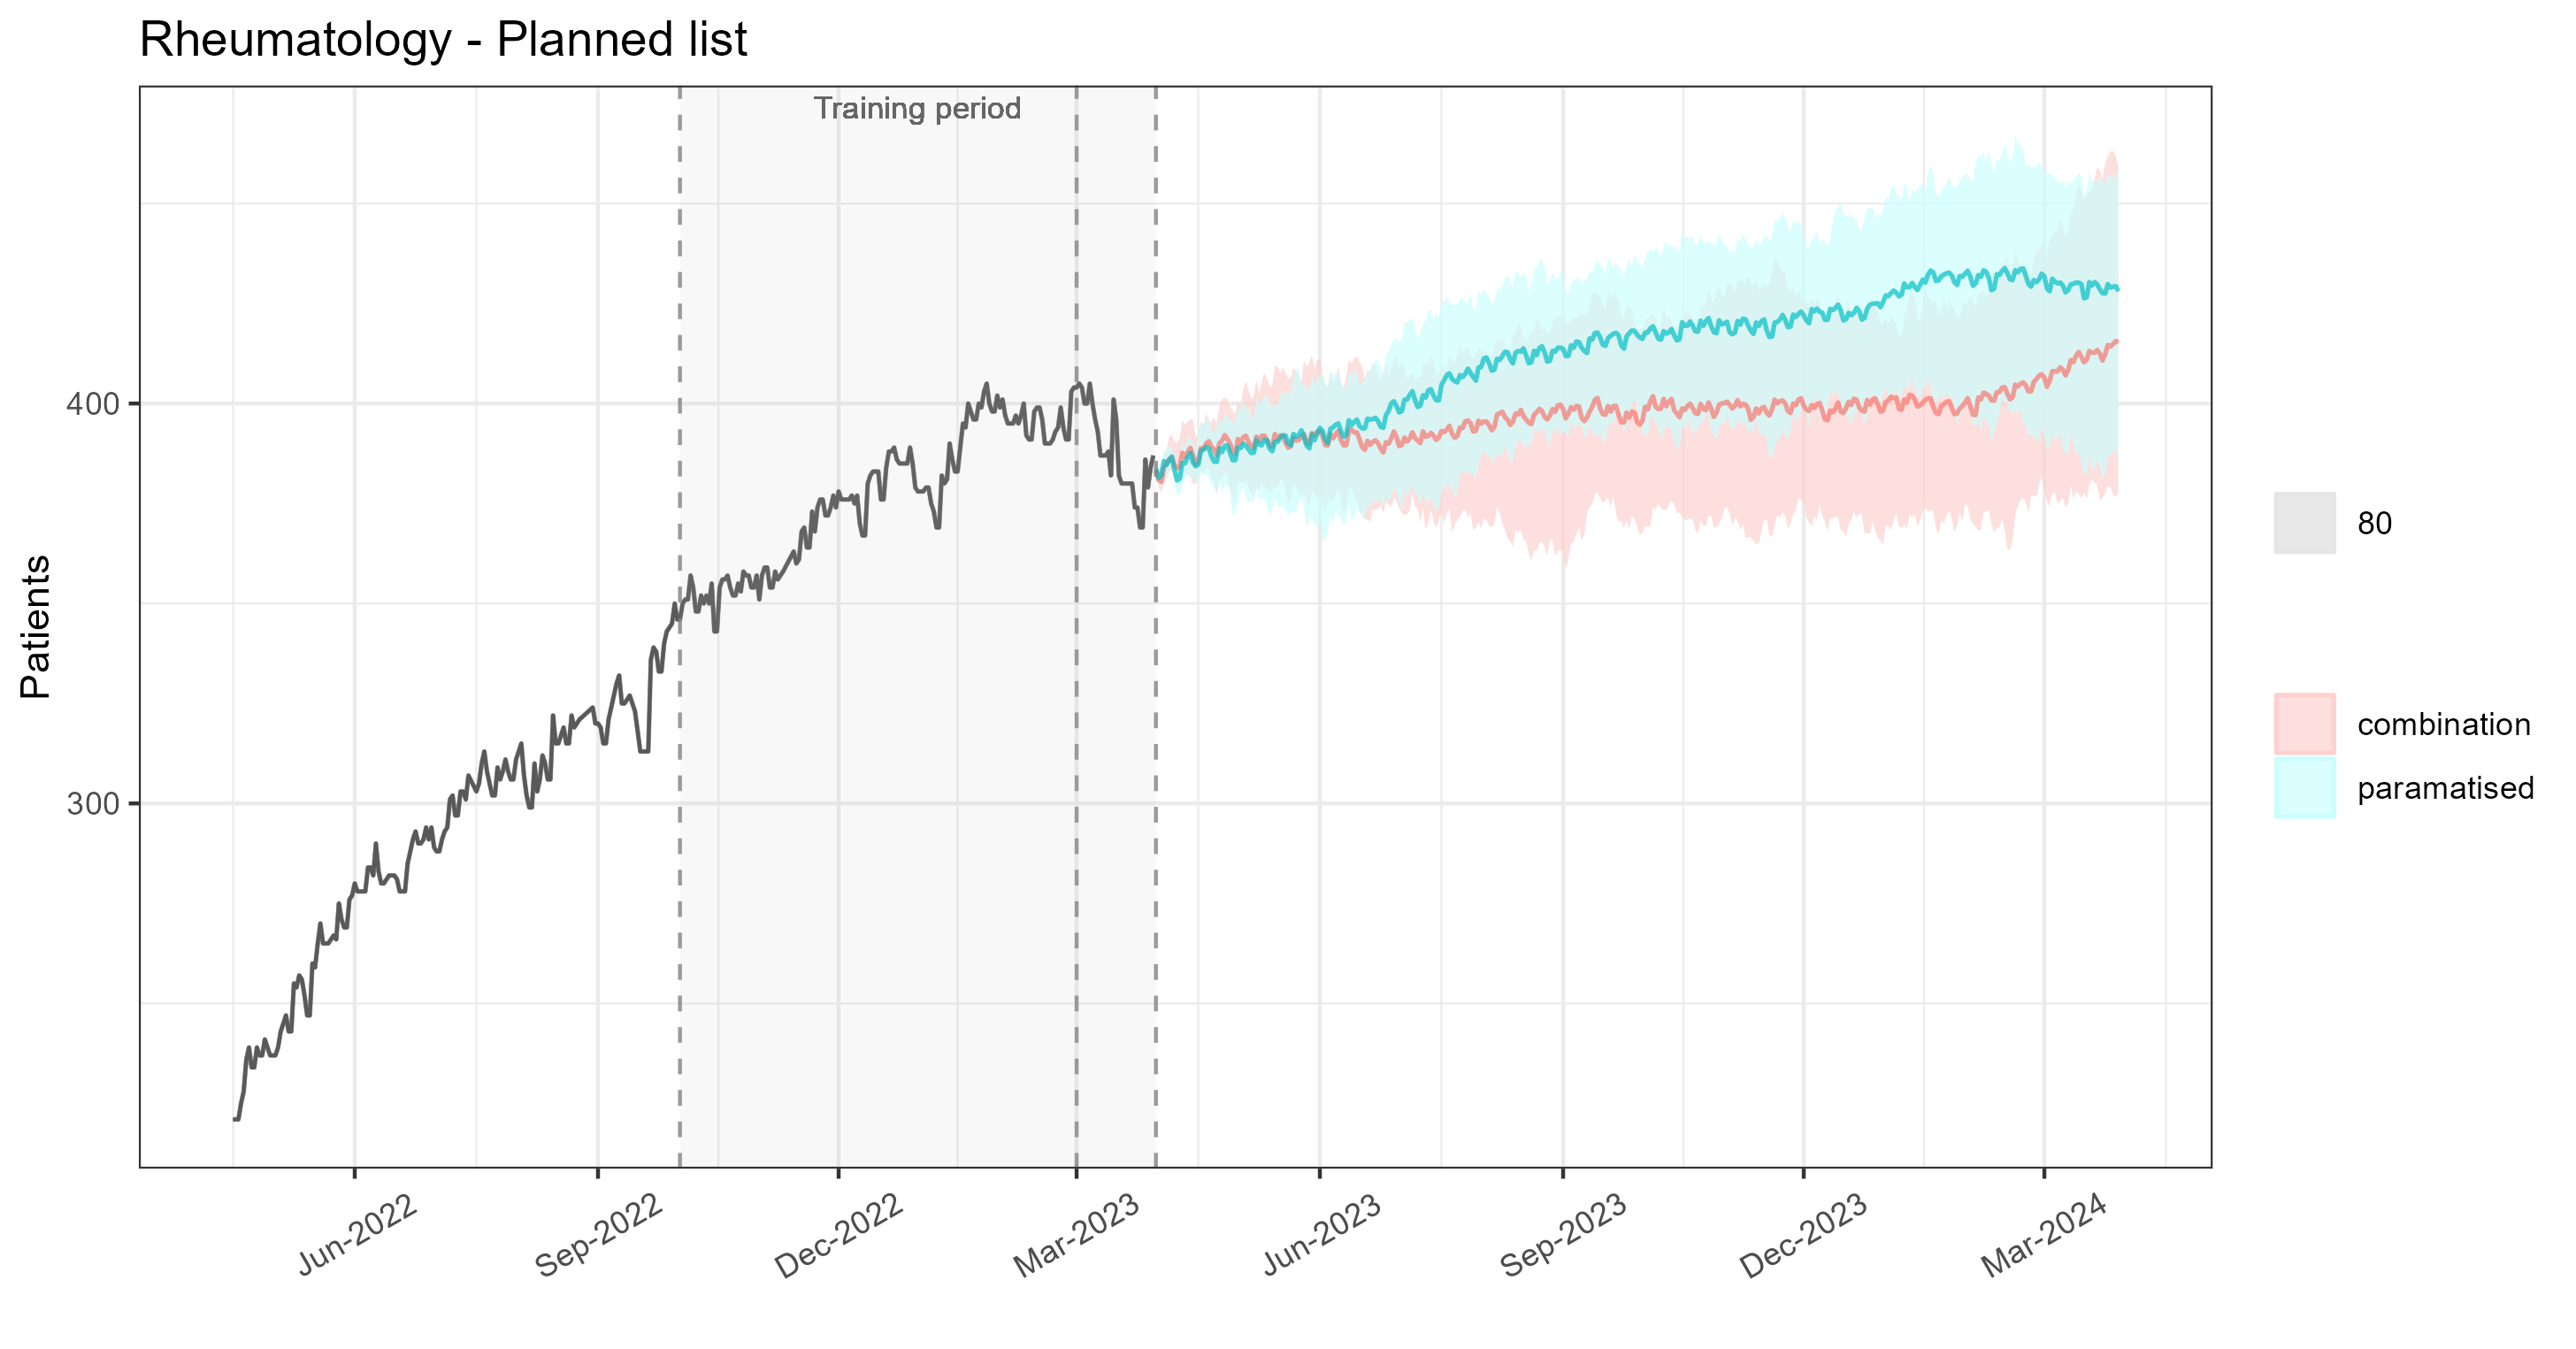 Rheumatology - Planned list
Training period
400
300
Patients
Jun-2022
Sep-2022
Dec-2022
Mar-2023
Jun-2023
Sep-2023
Dec-2023
Mar-2024
80
combination
paramatised